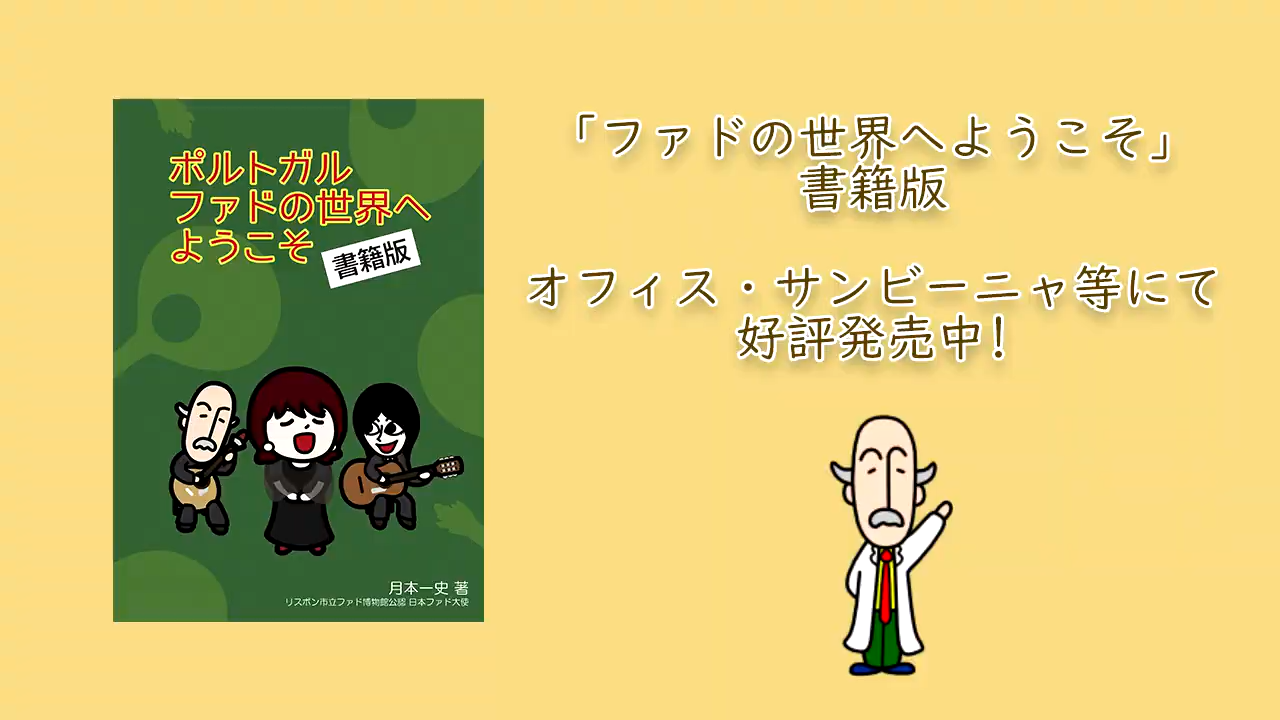 ポルトガル
ファドの世界へ
ようこそ
書籍版
月本一史 著
リスボン市立ファド博物館公認 日本ファド大使
「ファドの世界へようこそ」
書籍版
オフィス・サンビーニャ等にて
好評発売中!